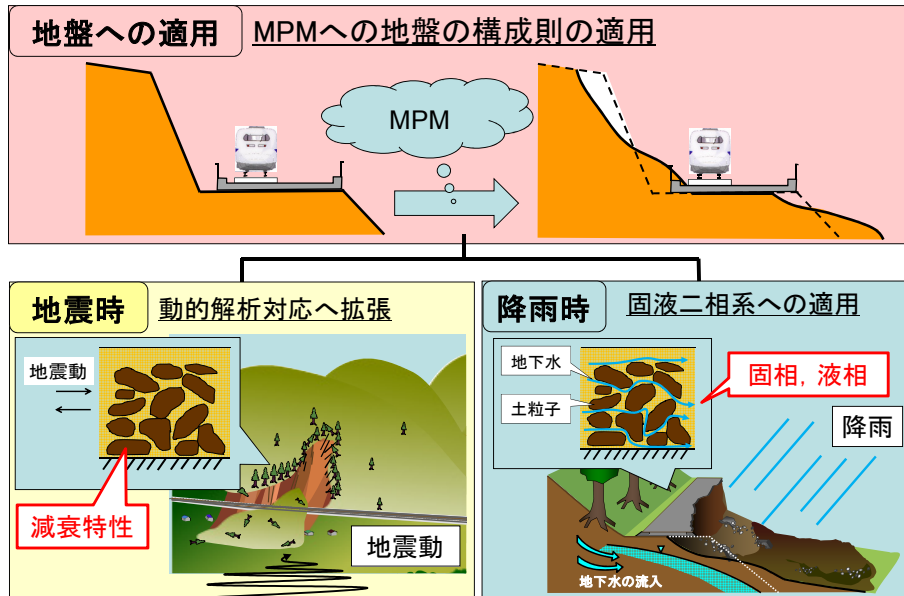 地盤への適用
MPMへの地盤の構成則の適用
MPM
地震時
動的解析対応へ拡張
地震動
減衰特性
地震動
降雨時
固液二相系への適用
地下水
土粒子
固相, 液相
降雨
地下水の流入